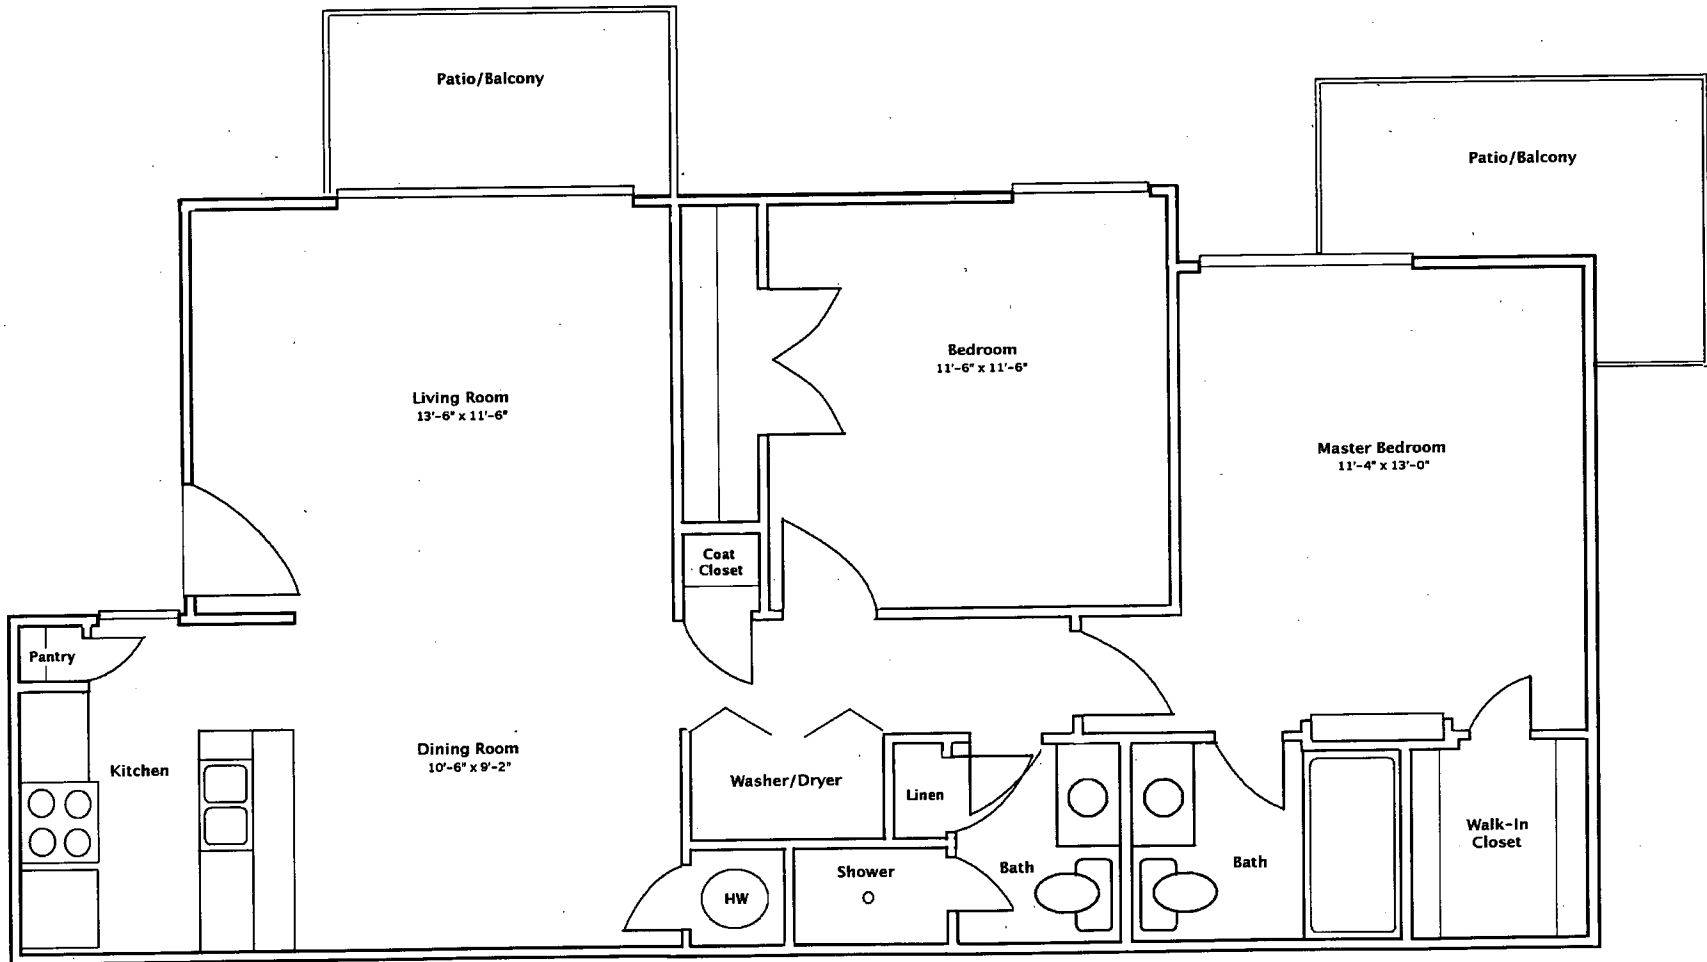 Patio/Balcony
Patio/Balcony
Bedroom
11'-6" x 11'-6"
Living Room
13'-6" x 11'-6"
Master Bedroom
11'-4" x 13'-0"
Coat
Closet
Pantry
Kitchen
Dining Room
10'-6" x 9'-2"
Washer/Dryer
Linen
Walk-In
Closet
Shower
Bath
Bath
HW